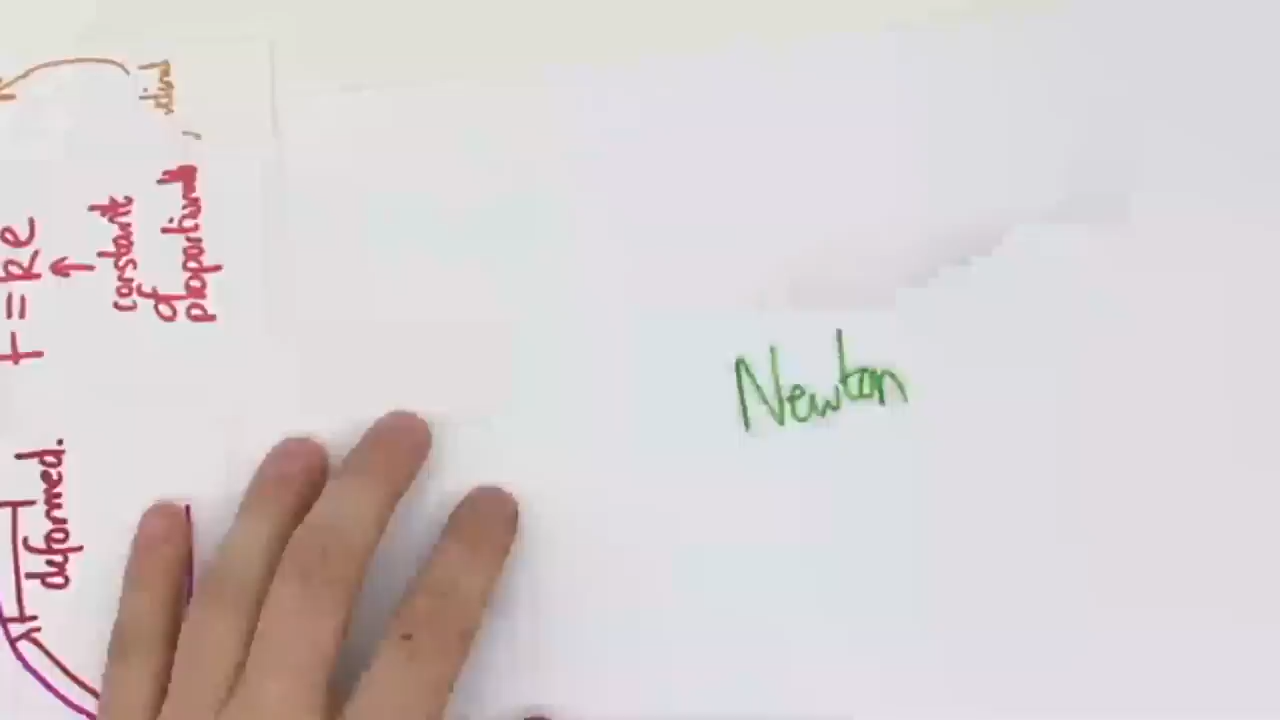 F = ke
↑
constant
of
proportionality
deformed.
Newton